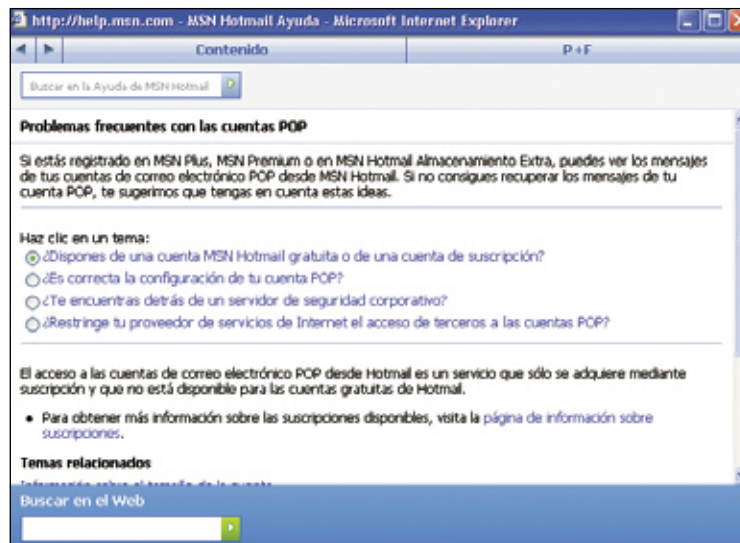 http://help.msn.com - MSN Hotmail Ayuda - Microsoft Internet Explorer
Contenido
P+F
Buscar en la Ayuda de MSN Hotmail
Problemas frecuentes con las cuentas POP
Si estás registrado en MSN Plus, MSN Premium o en MSN Hotmail Almacenamiento Extra, puedes ver los mensajes
de tus cuentas de correo electrónico POP desde MSN Hotmail. Si no consigues recuperar los mensajes de tu
cuenta POP, te sugerimos que tengas en cuenta estas ideas.
Haz clic en un tema:
¿Dispones de una cuenta MSN Hotmail gratuita o de una cuenta de suscripción?
¿Es correcta la configuración de tu cuenta POP?
¿Te encuentras detrás de un servidor de seguridad corporativo?
¿Restringe tu proveedor de servicios de Internet el acceso de terceros a las cuentas POP?
El acceso a las cuentas de correo electrónico POP desde Hotmail es un servicio que sólo se adquiere mediante
suscripción y que no está disponible para las cuentas gratuitas de Hotmail.
• Para obtener más información sobre las suscripciones disponibles, visita la página de información sobre
suscripciones.
Temas relacionados
Información sobre el tamaño de la cuenta
Buscar en el Web